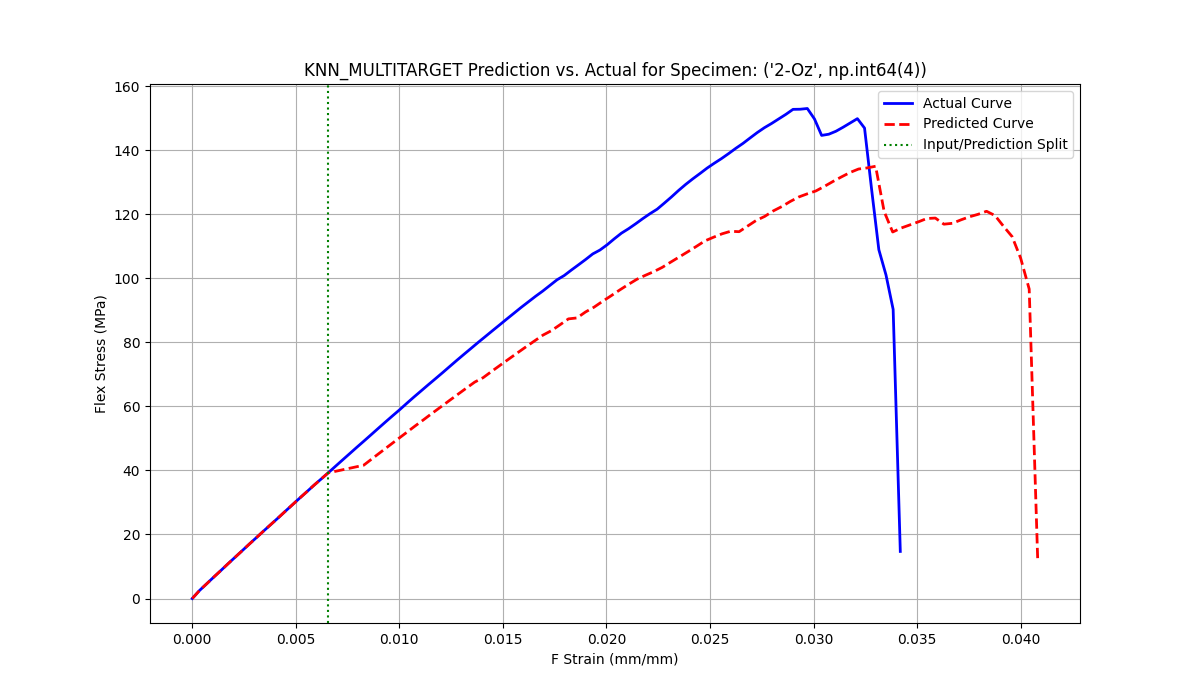 KNN_MULTITARGET Prediction vs. Actual for Specimen: ('2-Oz', np.int64(4))
Actual Curve
Predicted Curve
Input/Prediction Split
Flex Stress (MPa)
160
140
120
100
80
60
40
20
0
0.000 0.005 0.010 0.015 0.020 0.025 0.030 0.035 0.040
F Strain (mm/mm)